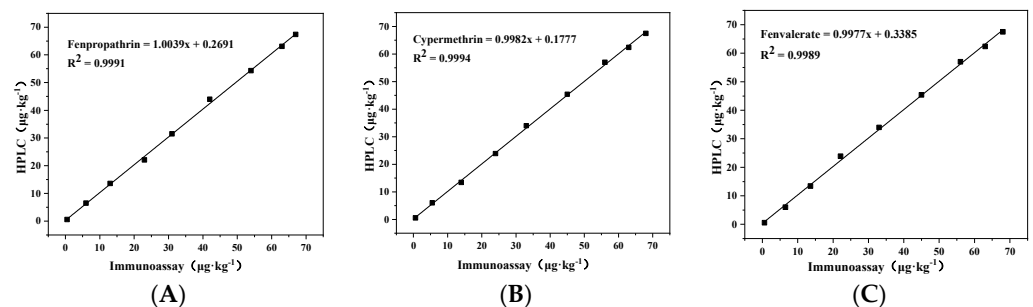 Fenpropathrin = 1.0039x + 0.2691
R² = 0.9991
HPLC（μg·kg⁻¹）
70
60
50
40
30
20
10
0
0 10 20 30 40 50 60 70
Immunoassay（μg·kg⁻¹）
(A)
Cypermethrin = 0.9982x + 0.1777
R² = 0.9994
HPLC（μg·kg⁻¹）
70
60
50
40
30
20
10
0
0 10 20 30 40 50 60 70
Immunoassay（μg·kg⁻¹）
(B)
Fenvalerate = 0.9977x + 0.3385
R² = 0.9989
HPLC（μg·kg⁻¹）
70
60
50
40
30
20
10
0
0 10 20 30 40 50 60 70
Immunoassay（μg·kg⁻¹）
(C)